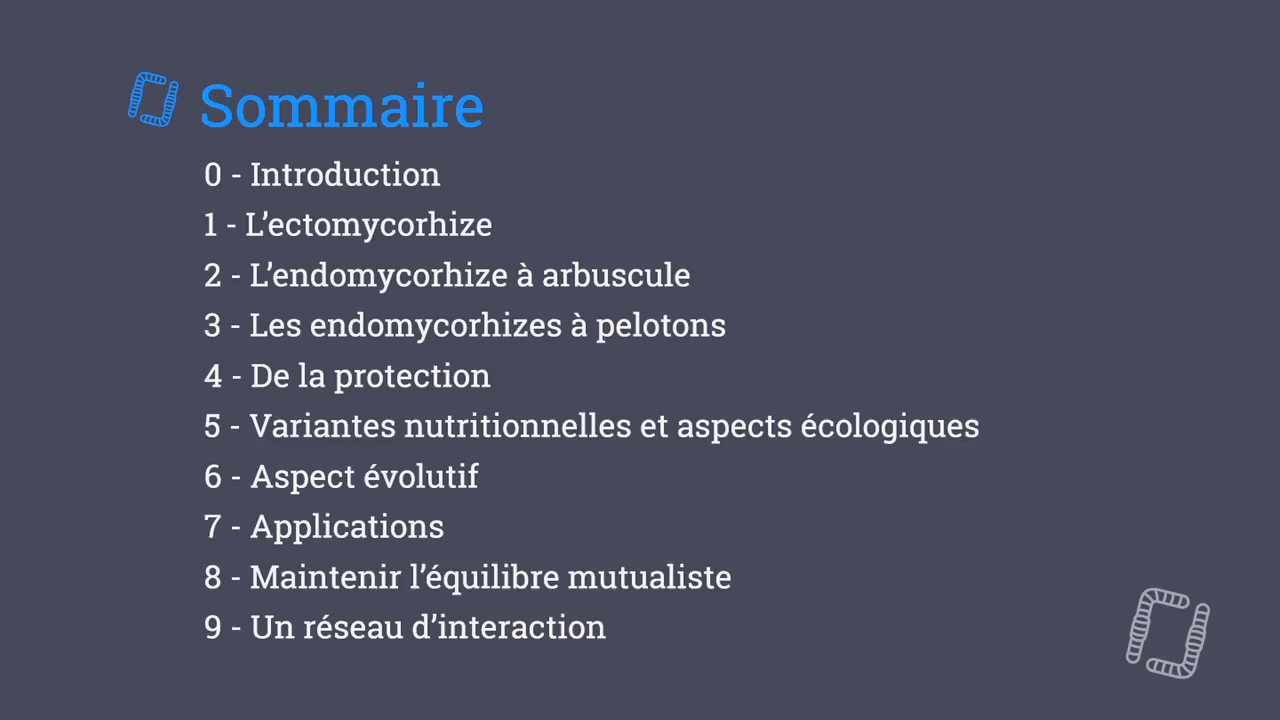 Sommaire
0 - Introduction
1 - L’ectomycorhize
2 - L’endomycorhize à arbuscule
3 - Les endomycorhizes à pelotons
4 - De la protection
5 - Variantes nutritionnelles et aspects écologiques
6 - Aspect évolutif
7 - Applications
8 - Maintenir l’équilibre mutualiste
9 - Un réseau d’interaction